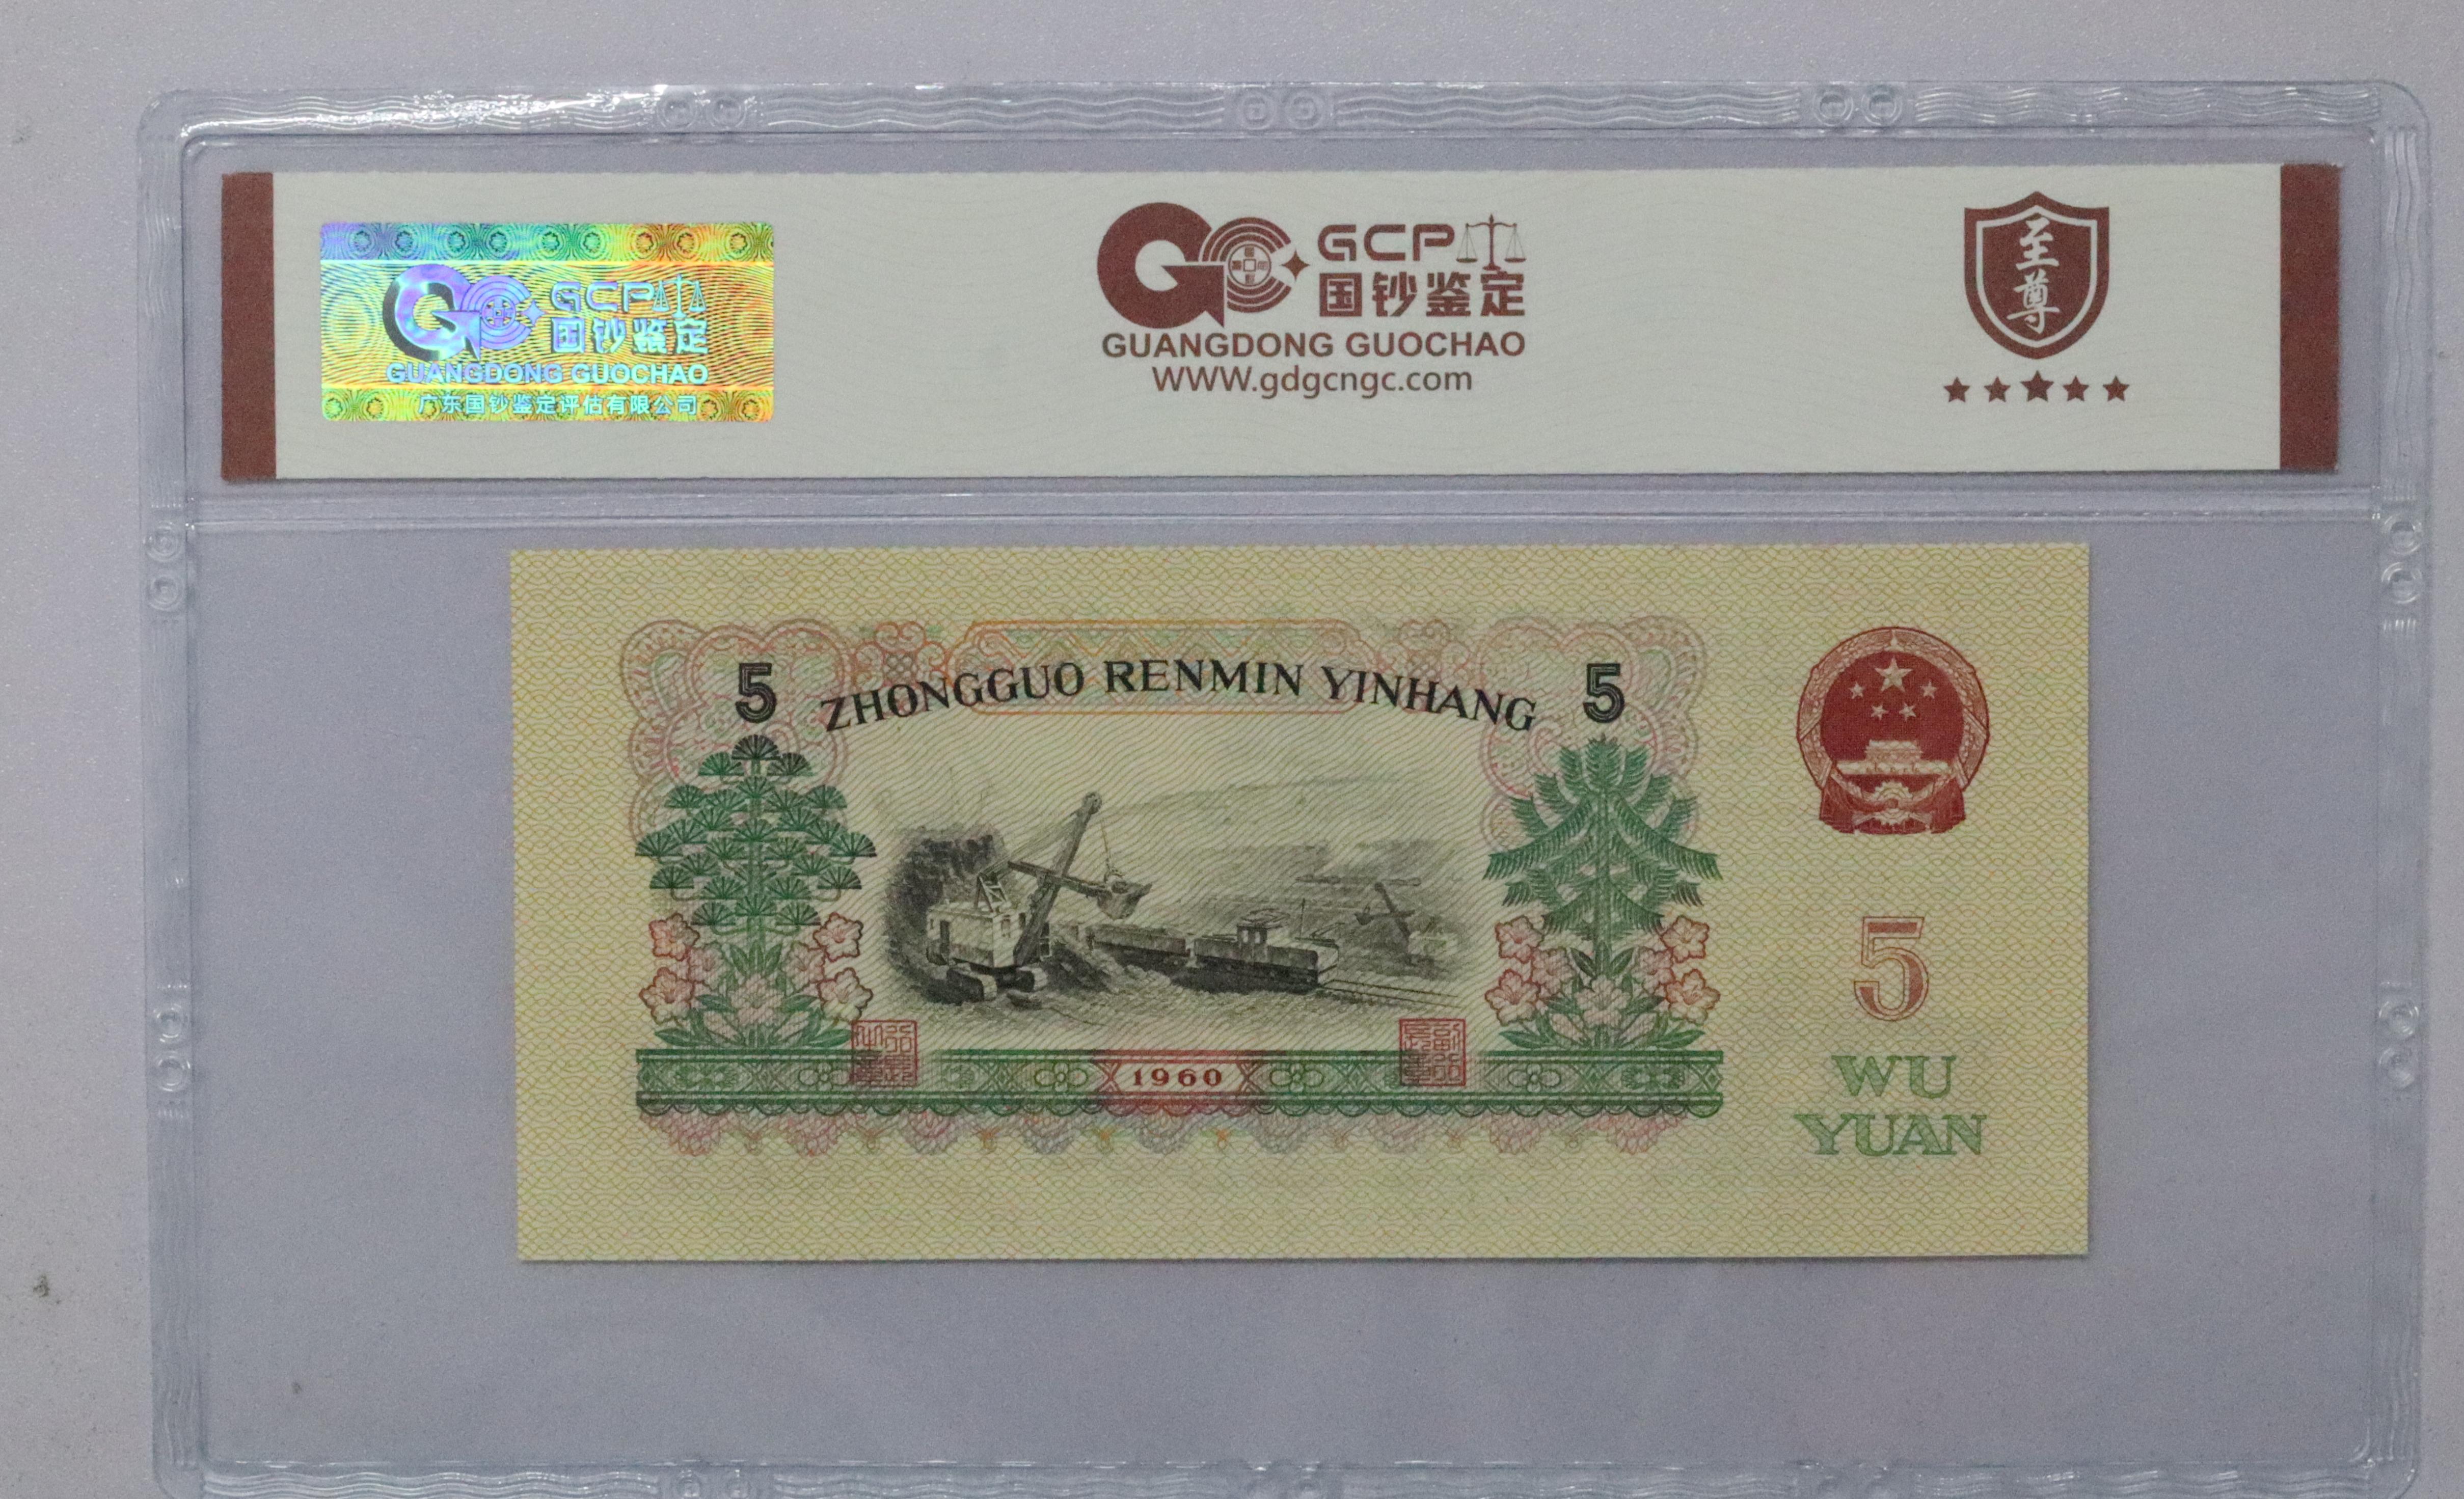 GCP
国钞鉴定
GUANGDONG GUOCHAO
广东国钞鉴定评估有限公司
GCP
国钞鉴定
GUANGDONG GUOCHAO
WWW.gdgcngc.com
至尊
5 ZHONGGUO RENMIN YINHANG 5
5
WU
YUAN
1960